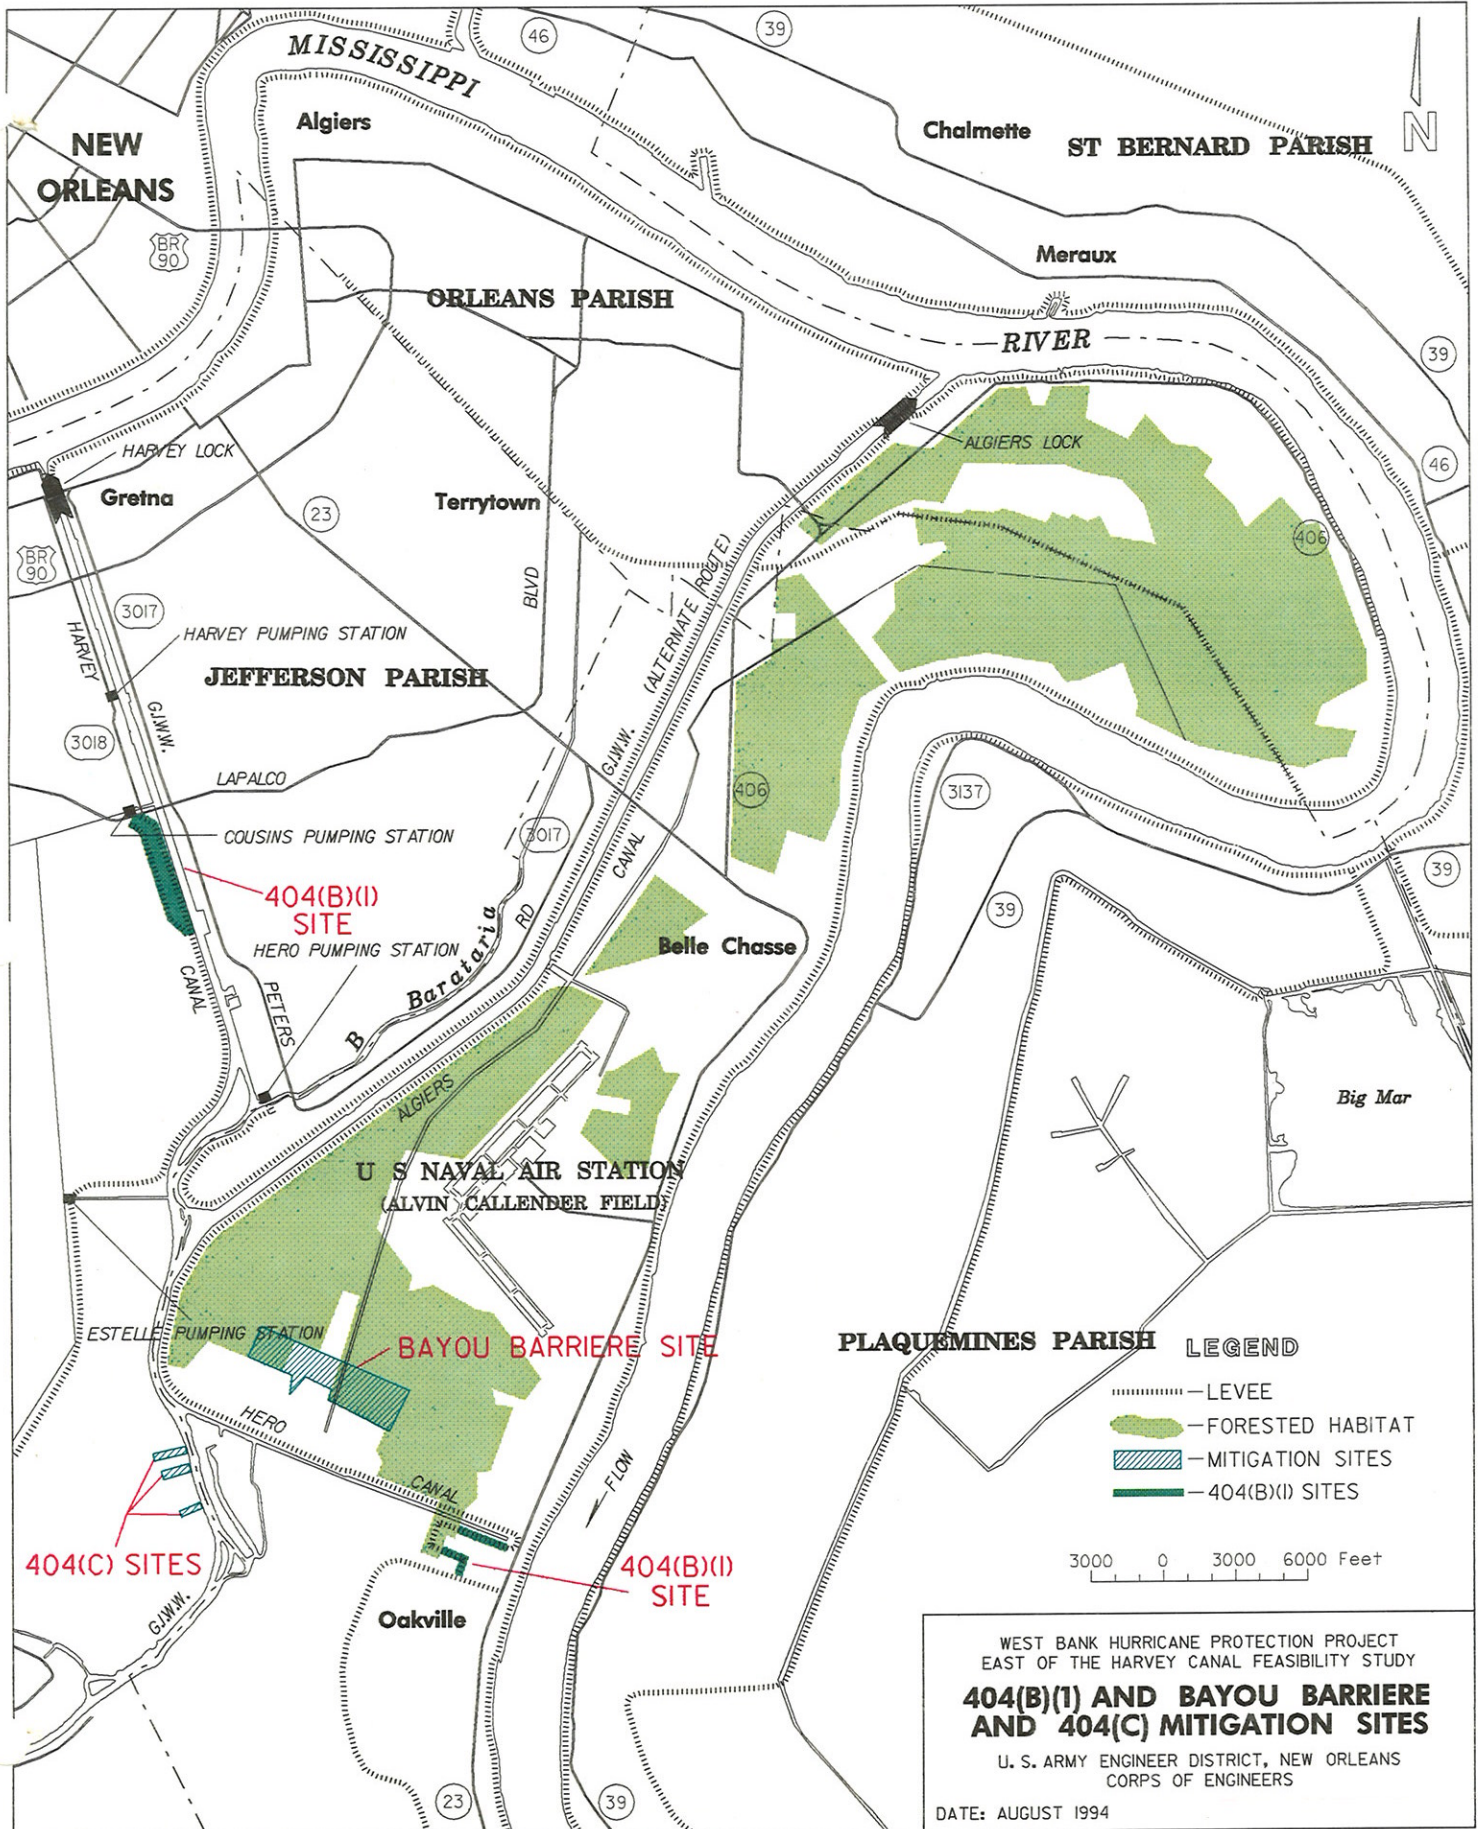 46
39
MISSISSIPPI
Algiers
Chalmette
ST BERNARD PARISH
N
NEW
ORLEANS
BR
90
Meraux
ORLEANS PARISH
RIVER
39
HARVEY LOCK
ALGIERS LOCK
46
Gretna
Terrytown
23
406
BR
90
BLVD
(ALTERNATE ROUTE)
3017
HARVEY
HARVEY PUMPING STATION
JEFFERSON PARISH
G.I.W.W.
3018
G.I.W.W.
LAPALCO
406
3137
COUSINS PUMPING STATION
3017
CANAL
39
404(B)(1)
SITE
39
RD
HERO PUMPING STATION
Belle Chasse
CANAL
PETERS
B Barataria
ALGIERS
Big Mar
U S NAVAL AIR STATION
(ALVIN CALLENDER FIELD)
ESTELLE PUMPING STATION
BAYOU BARRIERE SITE
PLAQUEMINES PARISH
LEGEND
LEVEE
FORESTED HABITAT
MITIGATION SITES
404(B)(1) SITES
HERO
CANAL
FLOW
404(C) SITES
404(B)(1)
SITE
3000 0 3000 6000 Feet
G.I.W.W.
Oakville
WEST BANK HURRICANE PROTECTION PROJECT
EAST OF THE HARVEY CANAL FEASIBILITY STUDY
404(B)(1) AND BAYOU BARRIERE
AND 404(C) MITIGATION SITES
U. S. ARMY ENGINEER DISTRICT, NEW ORLEANS
CORPS OF ENGINEERS
DATE: AUGUST 1994
23
39